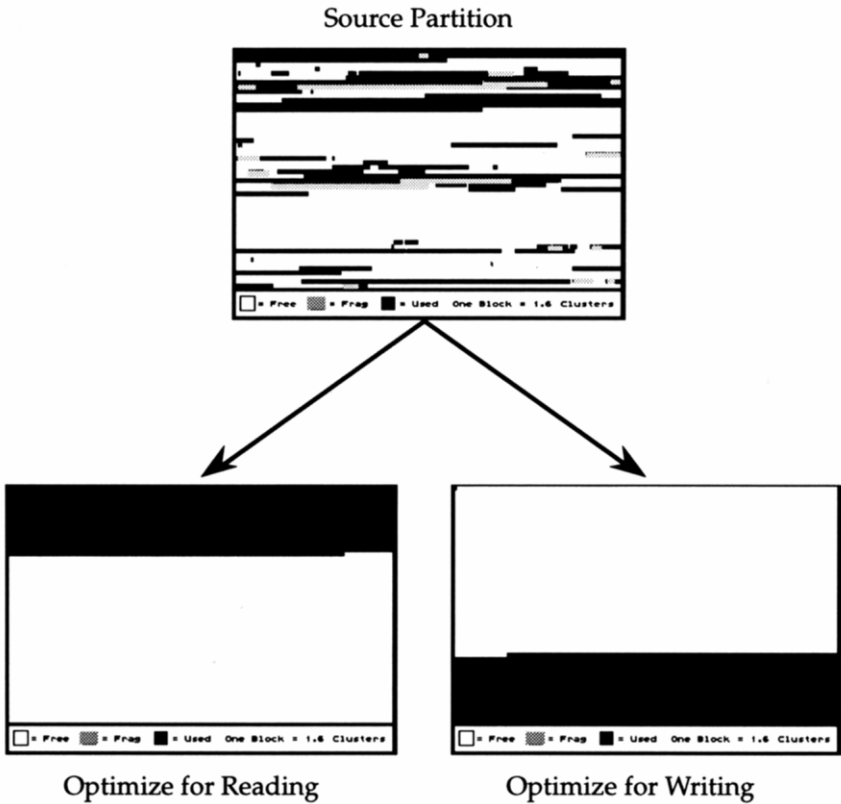 Source Partition
= Free = Frag = Used One Block = 1.6 Clusters
= Free = Frag = Used One Block = 1.6 Clusters
= Free = Frag = Used One Block = 1.6 Clusters
Optimize for Reading
Optimize for Writing